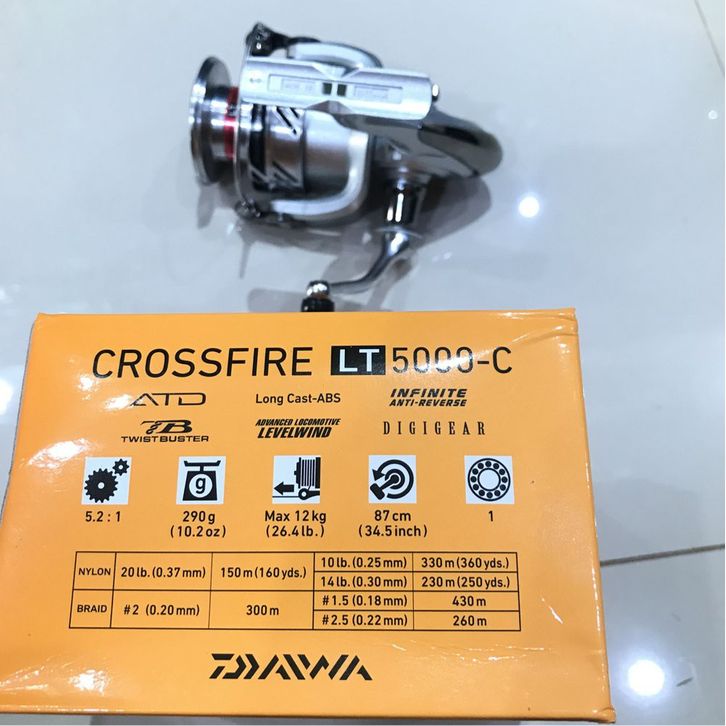 CROSSFIRE LT 5000-C
ATD Long Cast-ABS INFINITE ANTI-REVERSE
TB TWISTBUSTER ADVANCED LOCOMOTIVE LEVELWIND DIGIGEAR
g
5.2 : 1 290g (10.2 oz) Max 12kg (26.4lb.) 87cm (34.5inch) 1
NYLON 20lb.(0.37mm) 150m(160yds.) 10lb.(0.25mm) 330m(360yds.)
14lb.(0.30mm) 230m(250yds.)
BRAID #2 (0.20mm) 300m #1.5(0.18mm) 430m
#2.5(0.22mm) 260m
DAIWA